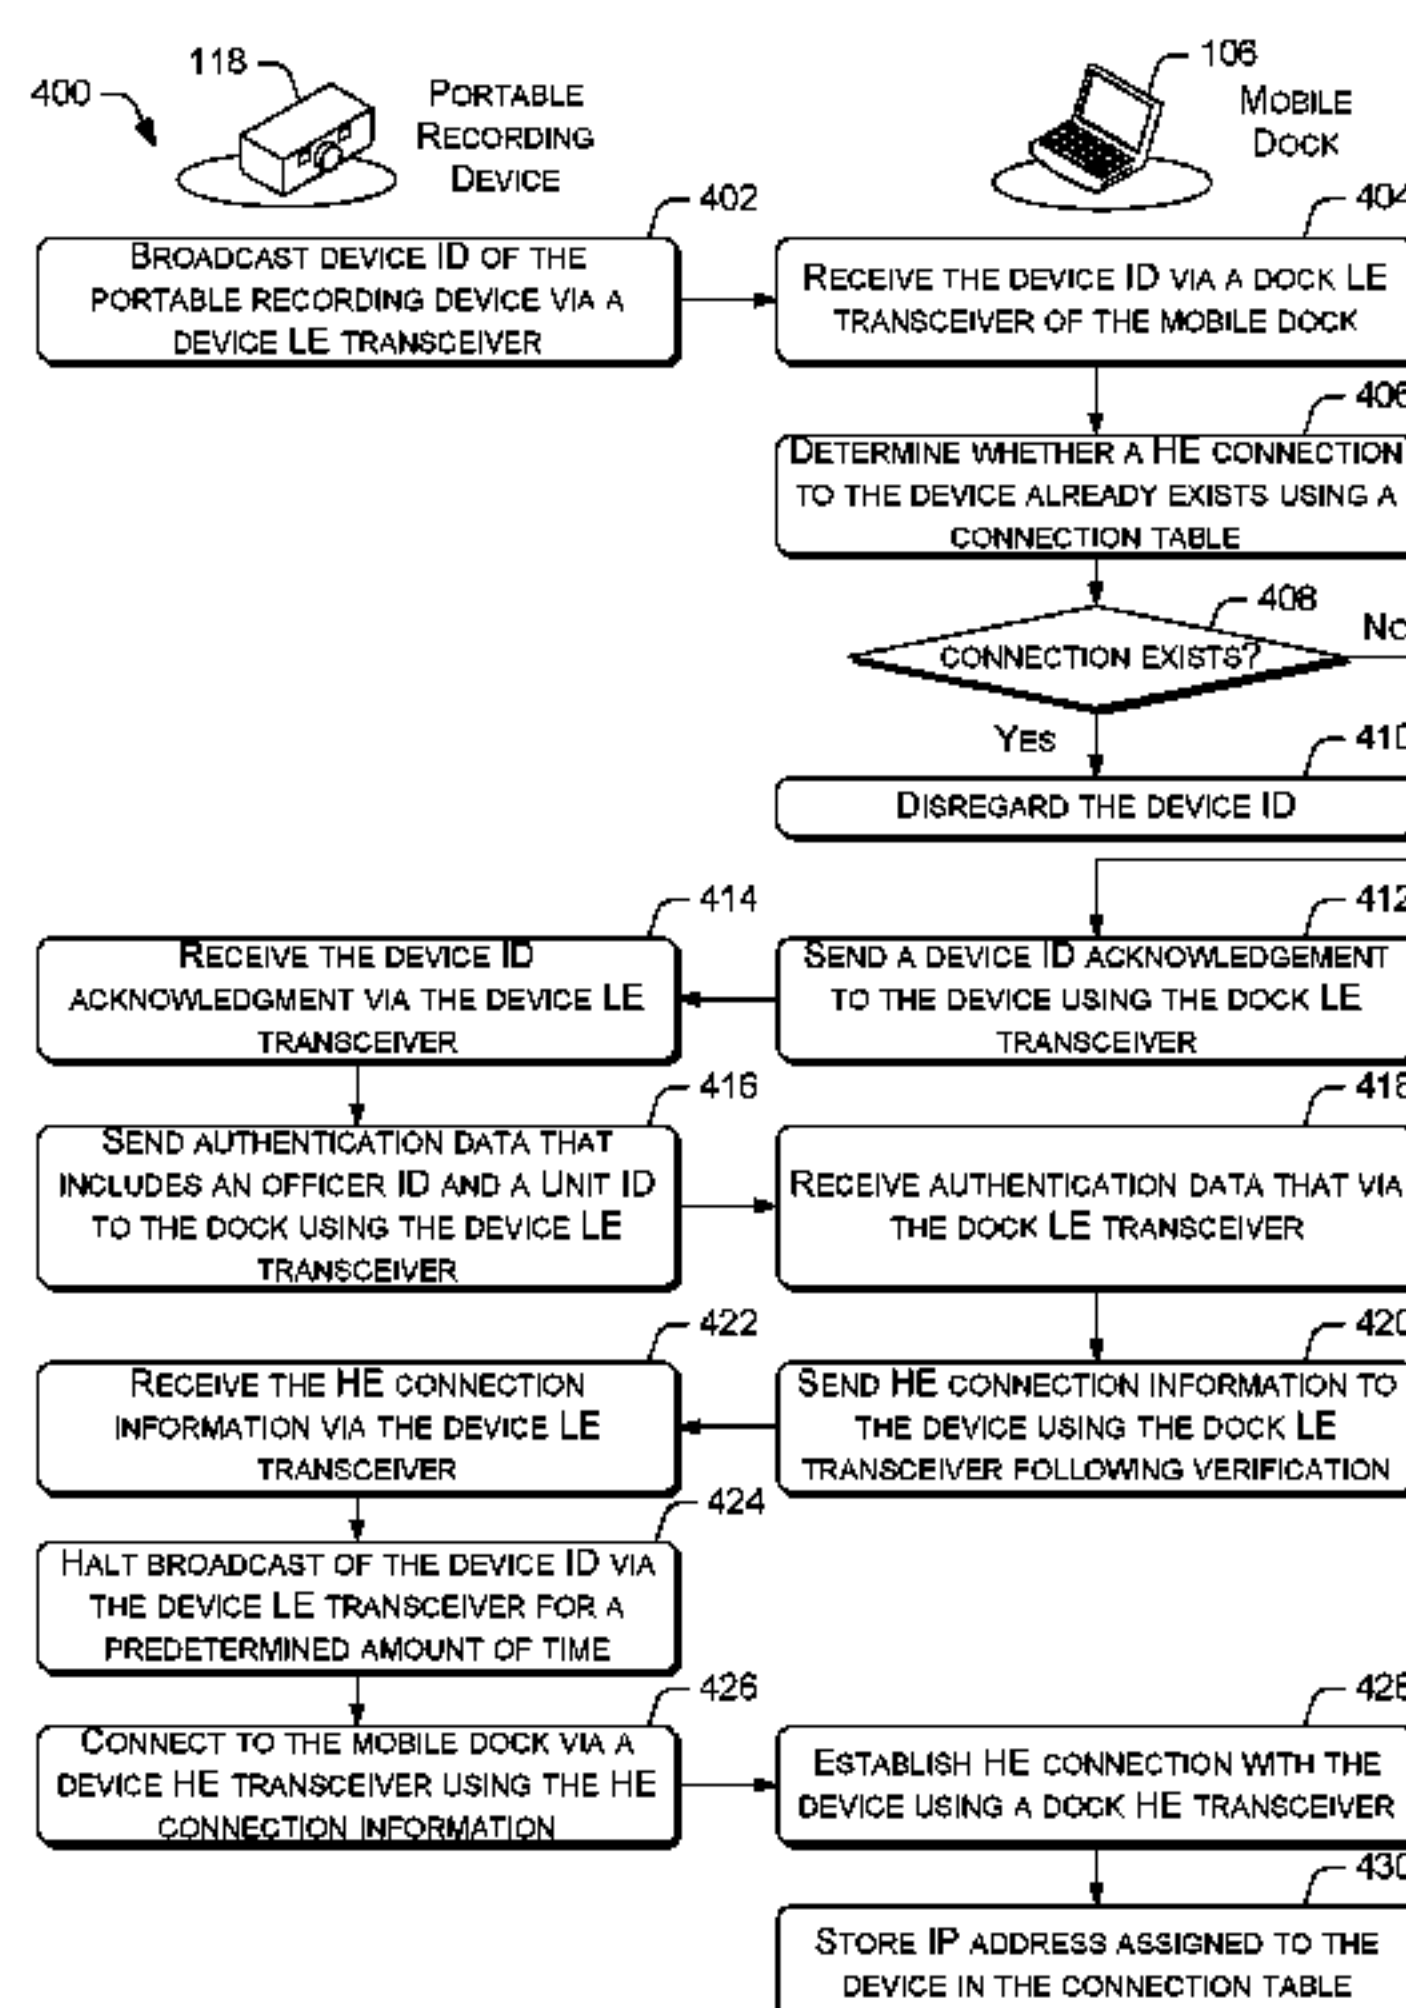 400
118
PORTABLE
RECORDING
DEVICE
106
MOBILE
DOCK
402
BROADCAST DEVICE ID OF THE
PORTABLE RECORDING DEVICE VIA A
DEVICE LE TRANSCEIVER
404
RECEIVE THE DEVICE ID VIA A DOCK LE
TRANSCEIVER OF THE MOBILE DOCK
406
DETERMINE WHETHER A HE CONNECTION
TO THE DEVICE ALREADY EXISTS USING A
CONNECTION TABLE
408
CONNECTION EXISTS?
NO
YES
410
DISREGARD THE DEVICE ID
412
SEND A DEVICE ID ACKNOWLEDGEMENT
TO THE DEVICE USING THE DOCK LE
TRANSCEIVER
414
RECEIVE THE DEVICE ID
ACKNOWLEDGMENT VIA THE DEVICE LE
TRANSCEIVER
416
SEND AUTHENTICATION DATA THAT
INCLUDES AN OFFICER ID AND A UNIT ID
TO THE DOCK USING THE DEVICE LE
TRANSCEIVER
418
RECEIVE AUTHENTICATION DATA THAT VIA
THE DOCK LE TRANSCEIVER
420
SEND HE CONNECTION INFORMATION TO
THE DEVICE USING THE DOCK LE
TRANSCEIVER FOLLOWING VERIFICATION
422
RECEIVE THE HE CONNECTION
INFORMATION VIA THE DEVICE LE
TRANSCEIVER
424
HALT BROADCAST OF THE DEVICE ID VIA
THE DEVICE LE TRANSCEIVER FOR A
PREDETERMINED AMOUNT OF TIME
426
CONNECT TO THE MOBILE DOCK VIA A
DEVICE HE TRANSCEIVER USING THE HE
CONNECTION INFORMATION
428
ESTABLISH HE CONNECTION WITH THE
DEVICE USING A DOCK HE TRANSCEIVER
430
STORE IP ADDRESS ASSIGNED TO THE
DEVICE IN THE CONNECTION TABLE